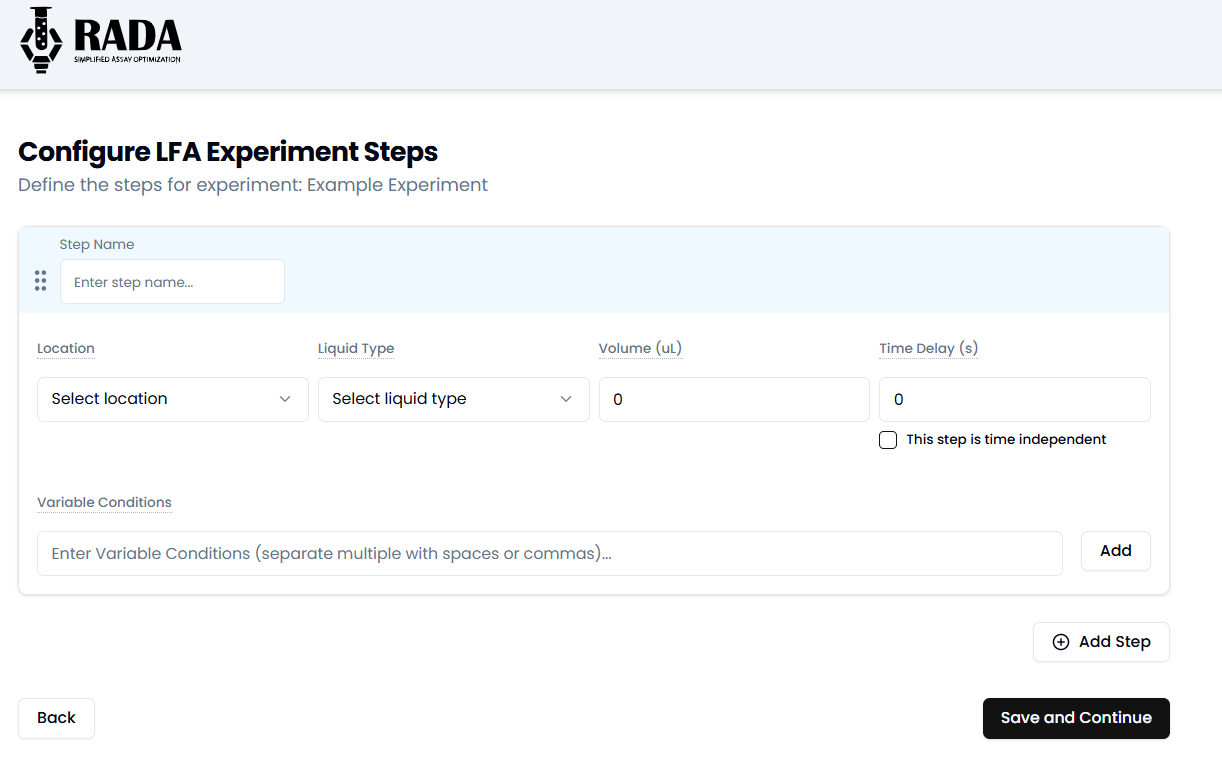 RADA
SIMPLIFIED ASSAY OPTIMIZATION
Configure LFA Experiment Steps
Define the steps for experiment: Example Experiment
Step Name
Enter step name...
Location Liquid Type Volume (uL) Time Delay (s)
Select location Select liquid type 0 0
This step is time independent
Variable Conditions
Enter Variable Conditions (separate multiple with spaces or commas)... Add
Add Step
Back Save and Continue